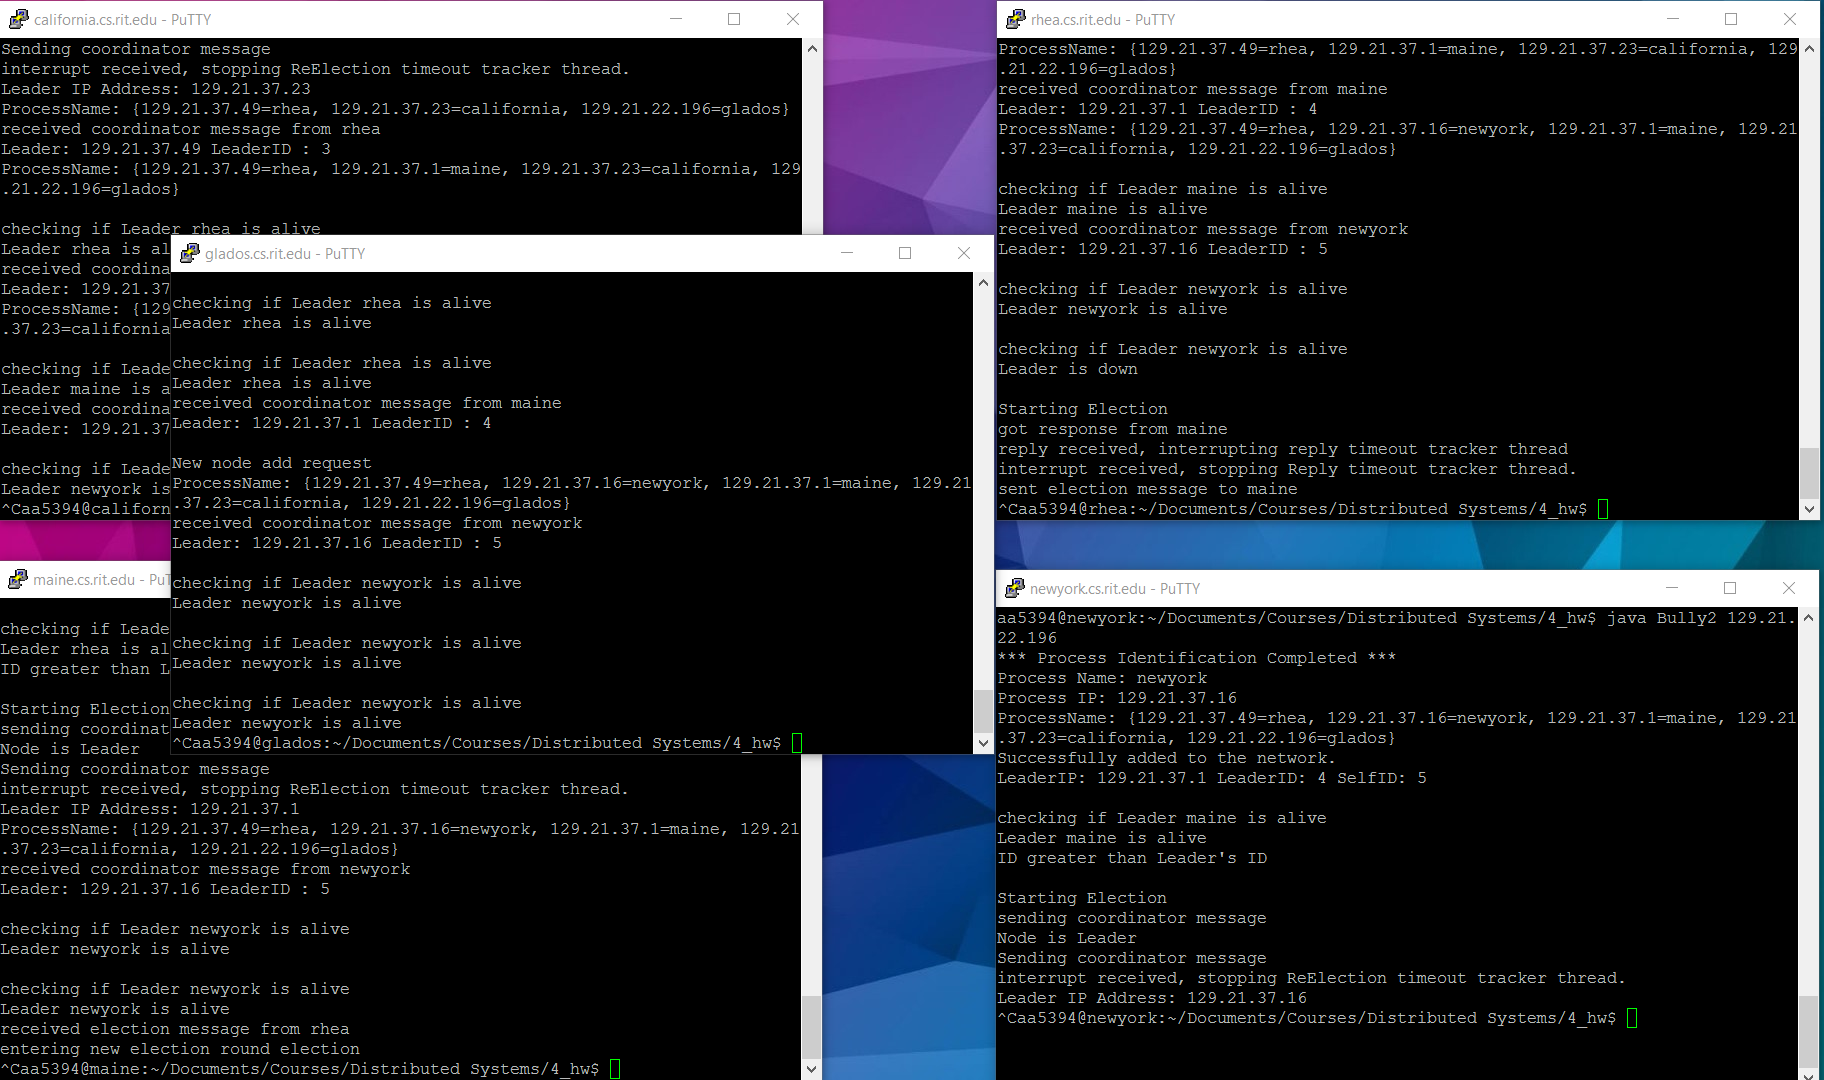 california.cs.rit.edu - PuTTY
Sending coordinator message
interrupt received, stopping ReElection timeout tracker thread.
Leader IP Address: 129.21.37.23
ProcessName: {129.21.37.49=rhea, 129.21.37.23=california, 129.21.22.196=glados}
received coordinator message from rhea
Leader: 129.21.37.49 LeaderID : 3
ProcessName: {129.21.37.49=rhea, 129.21.37.1=maine, 129.21.37.23=california, 129
.21.22.196=glados}
checking if Leader rhea is alive
Leader rhea is al
received coordina
Leader: 129.21.37
ProcessName: {129
.37.23=california
checking if Leade
Leader maine is a
received coordina
Leader: 129.21.37
checking if Leade
Leader newyork is
^Caa5394@californ
glados.cs.rit.edu - PuTTY
checking if Leader rhea is alive
Leader rhea is alive
checking if Leader rhea is alive
Leader rhea is alive
received coordinator message from maine
Leader: 129.21.37.1 LeaderID : 4
New node add request
ProcessName: {129.21.37.49=rhea, 129.21.37.16=newyork, 129.21.37.1=maine, 129.21
.37.23=california, 129.21.22.196=glados}
received coordinator message from newyork
Leader: 129.21.37.16 LeaderID : 5
checking if Leader newyork is alive
Leader newyork is alive
checking if Leader newyork is alive
Leader newyork is alive
checking if Leader newyork is alive
Leader newyork is alive
^Caa5394@glados:~/Documents/Courses/Distributed Systems/4_hw$
maine.cs.rit.edu - PuT
checking if Leade
Leader rhea is al
ID greater than L
Starting Election
sending coordinat
Node is Leader
Sending coordinator message
interrupt received, stopping ReElection timeout tracker thread.
Leader IP Address: 129.21.37.1
ProcessName: {129.21.37.49=rhea, 129.21.37.16=newyork, 129.21.37.1=maine, 129.21
.37.23=california, 129.21.22.196=glados}
received coordinator message from newyork
Leader: 129.21.37.16 LeaderID : 5
checking if Leader newyork is alive
Leader newyork is alive
checking if Leader newyork is alive
Leader newyork is alive
received election message from rhea
entering new election round election
^Caa5394@maine:~/Documents/Courses/Distributed Systems/4_hw$
rhea.cs.rit.edu - PuTTY
ProcessName: {129.21.37.49=rhea, 129.21.37.1=maine, 129.21.37.23=california, 129
.21.22.196=glados}
received coordinator message from maine
Leader: 129.21.37.1 LeaderID : 4
ProcessName: {129.21.37.49=rhea, 129.21.37.16=newyork, 129.21.37.1=maine, 129.21
.37.23=california, 129.21.22.196=glados}
checking if Leader maine is alive
Leader maine is alive
received coordinator message from newyork
Leader: 129.21.37.16 LeaderID : 5
checking if Leader newyork is alive
Leader newyork is alive
checking if Leader newyork is alive
Leader is down
Starting Election
got response from maine
reply received, interrupting reply timeout tracker thread
interrupt received, stopping Reply timeout tracker thread.
sent election message to maine
^Caa5394@rhea:~/Documents/Courses/Distributed Systems/4_hw$
newyork.cs.rit.edu - PuTTY
aa5394@newyork:~/Documents/Courses/Distributed Systems/4_hw$ java Bully2 129.21.
22.196
*** Process Identification Completed ***
Process Name: newyork
Process IP: 129.21.37.16
ProcessName: {129.21.37.49=rhea, 129.21.37.16=newyork, 129.21.37.1=maine, 129.21
.37.23=california, 129.21.22.196=glados}
Successfully added to the network.
LeaderIP: 129.21.37.1 LeaderID: 4 SelfID: 5
checking if Leader maine is alive
Leader maine is alive
ID greater than Leader's ID
Starting Election
sending coordinator message
Node is Leader
Sending coordinator message
interrupt received, stopping ReElection timeout tracker thread.
Leader IP Address: 129.21.37.16
^Caa5394@newyork:~/Documents/Courses/Distributed Systems/4_hw$